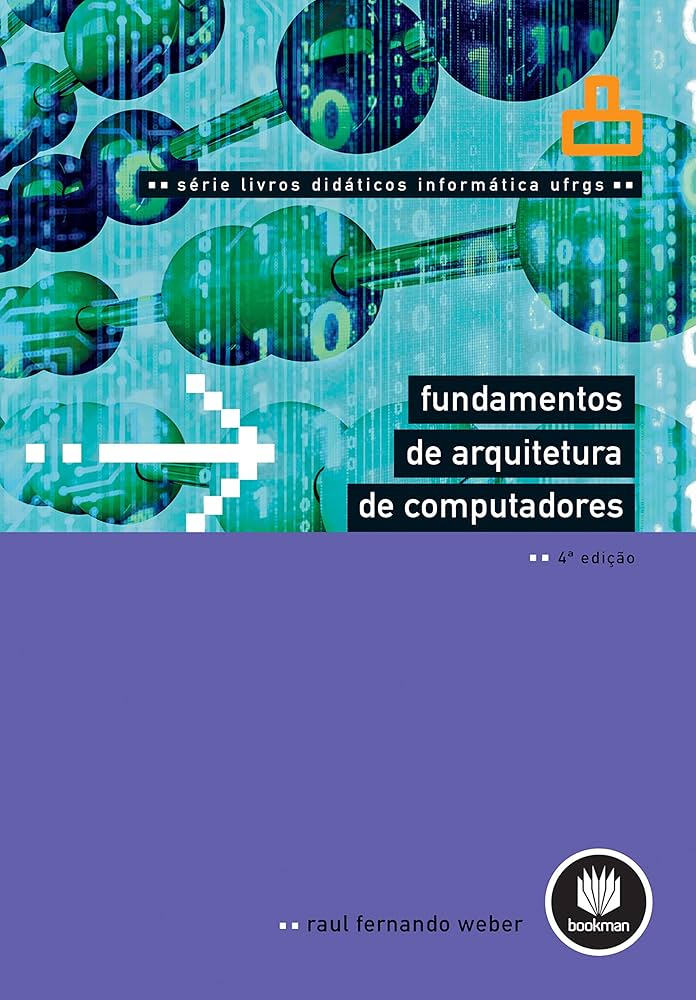 série livros didáticos informática ufrgs
fundamentos
de arquitetura
de computadores
4ª edição
raul fernando weber
bookman